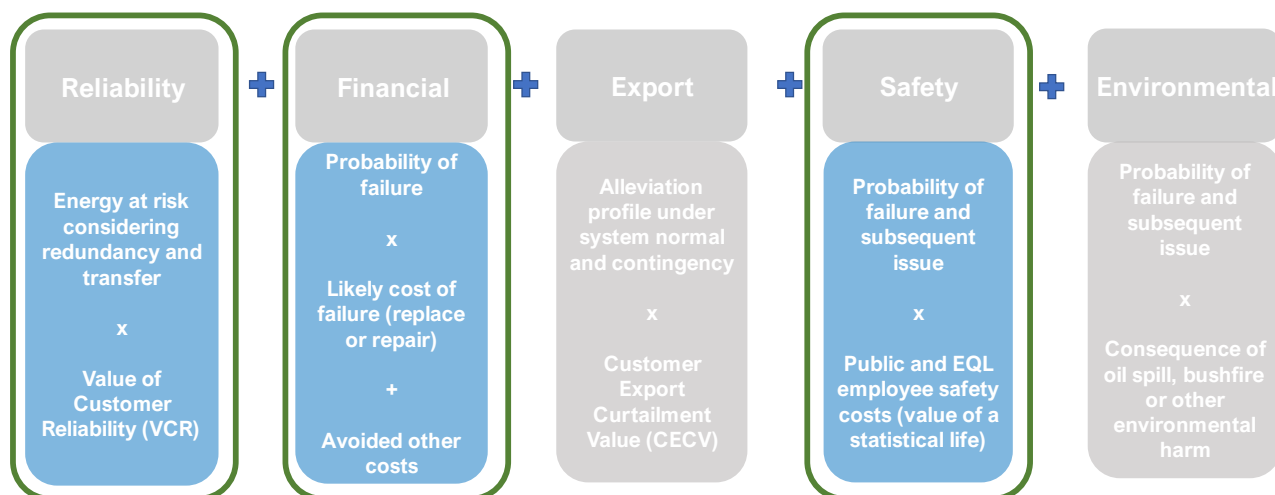 Reliability
Energy at risk
considering
redundancy and
transfer
x
Value of
Customer
Reliability (VCR)
Financial
Probability of
failure
x
Likely cost of
failure (replace
or repair)
+
Avoided other
costs
Export
Alleviation
profile under
system normal
and contingency
x
Customer
Export
Curtailment
Value (CECV)
Safety
Probability of
failure and
subsequent
issue
x
Public and EQL
employee safety
costs (value of a
statistical life)
Environmental
Probability of
failure and
subsequent
issue
x
Consequence of
oil spill, bushfire
or other
environmental
harm